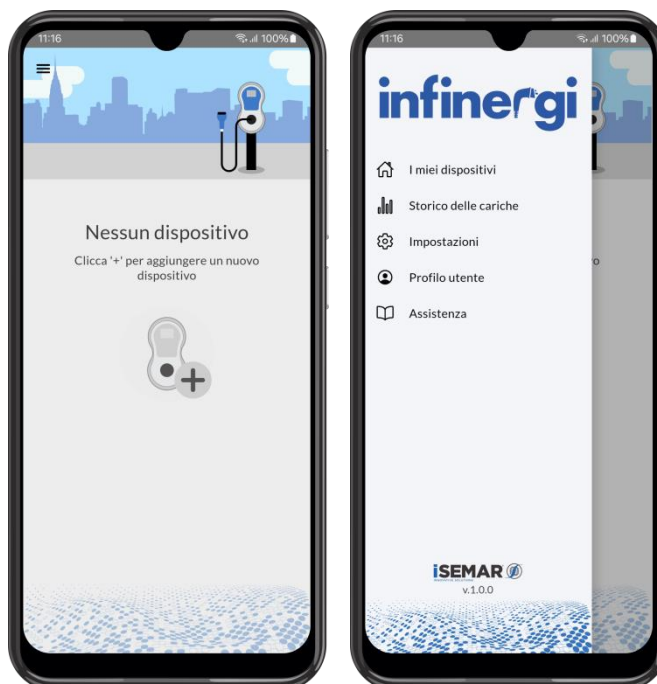 11:16
100%
Nessun dispositivo
Clicca '+' per aggiungere un nuovo
dispositivo
11:16
100%
infinergi
I miei dispositivi
Storico delle cariche
Impostazioni
Profilo utente
Assistenza
o
iSEMAR
v.1.0.0